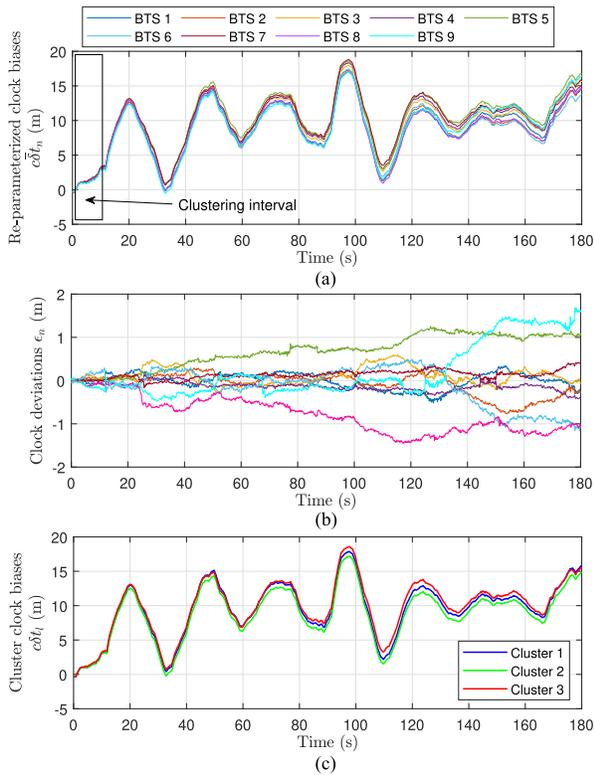 BTS 1 BTS 2 BTS 3 BTS 4 BTS 5
BTS 6 BTS 7 BTS 8 BTS 9
Re-parameterized clock biases
cδ̄t̄ₙ (m)
20
15
10
5
0
-5
Clustering interval
0 20 40 60 80 100 120 140 160 180
Time (s)
(a)
Clock deviations ϵₙ (m)
2
1
0
-1
-2
0 20 40 60 80 100 120 140 160 180
Time (s)
(b)
Cluster clock biases
cδtₗ (m)
20
15
10
5
0
-5
Cluster 1
Cluster 2
Cluster 3
0 20 40 60 80 100 120 140 160 180
Time (s)
(c)